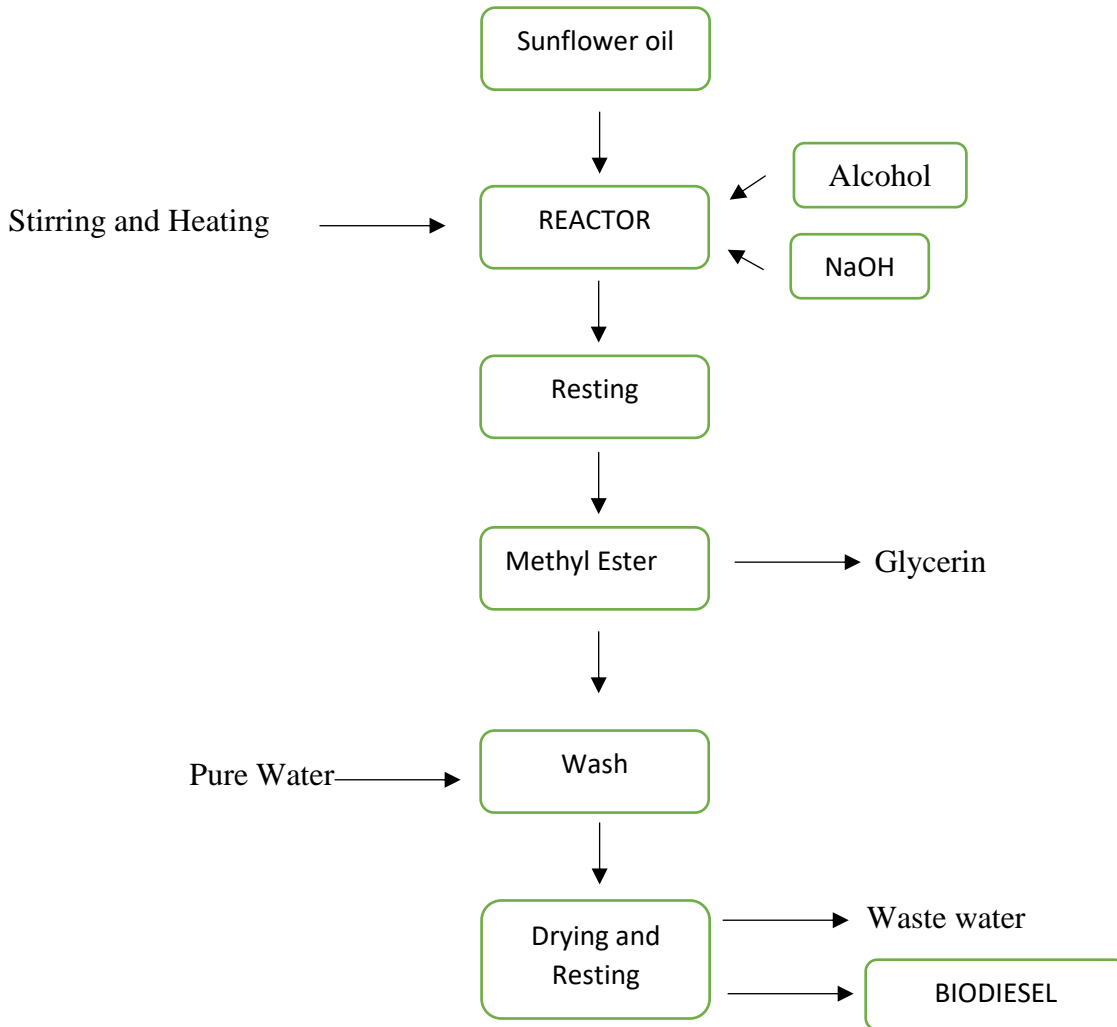 Sunflower oil
Alcohol
Stirring and Heating
REACTOR
NaOH
Resting
Methyl Ester
Glycerin
Pure Water
Wash
Drying and
Resting
Waste water
BIODIESEL